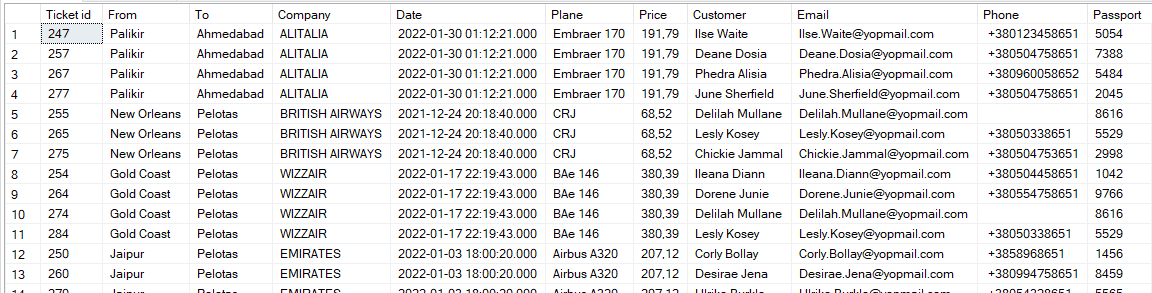 Ticket id From To Company Date Plane Price Customer Email Phone Passport
1 247 Palikir Ahmedabad ALITALIA 2022-01-30 01:12:21.000 Embraer 170 191,79 Ilse Waite Ilse.Waite@yopmail.com +380123458651 5054
2 257 Palikir Ahmedabad ALITALIA 2022-01-30 01:12:21.000 Embraer 170 191,79 Deane Dosia Deane.Dosia@yopmail.com +380504758651 7388
3 267 Palikir Ahmedabad ALITALIA 2022-01-30 01:12:21.000 Embraer 170 191,79 Phedra Alisia Phedra.Alisia@yopmail.com +380960058652 5484
4 277 Palikir Ahmedabad ALITALIA 2022-01-30 01:12:21.000 Embraer 170 191,79 June Sherfield June.Sherfield@yopmail.com +380504758651 2045
5 255 New Orleans Pelotas BRITISH AIRWAYS 2021-12-24 20:18:40.000 CRJ 68,52 Delilah Mullane Delilah.Mullane@yopmail.com 8616
6 265 New Orleans Pelotas BRITISH AIRWAYS 2021-12-24 20:18:40.000 CRJ 68,52 Lesly Kosey Lesly.Kosey@yopmail.com +38050338651 5529
7 275 New Orleans Pelotas BRITISH AIRWAYS 2021-12-24 20:18:40.000 CRJ 68,52 Chickie Jammal Chickie.Jammal@yopmail.com +380504753651 2998
8 254 Gold Coast Pelotas WIZZAIR 2022-01-17 22:19:43.000 BAe 146 380,39 Ileana Diann Ileana.Diann@yopmail.com +380504458651 1042
9 264 Gold Coast Pelotas WIZZAIR 2022-01-17 22:19:43.000 BAe 146 380,39 Dorene Junie Dorene.Junie@yopmail.com +380554758651 9766
10 274 Gold Coast Pelotas WIZZAIR 2022-01-17 22:19:43.000 BAe 146 380,39 Delilah Mullane Delilah.Mullane@yopmail.com 8616
11 284 Gold Coast Pelotas WIZZAIR 2022-01-17 22:19:43.000 BAe 146 380,39 Lesly Kosey Lesly.Kosey@yopmail.com +38050338651 5529
12 250 Jaipur Pelotas EMIRATES 2022-01-03 18:00:20.000 Airbus A320 207,12 Corly Bollay Corly.Bollay@yopmail.com +3858968651 1456
13 260 Jaipur Pelotas EMIRATES 2022-01-03 18:00:20.000 Airbus A320 207,12 Desirae Jena Desirae.Jena@yopmail.com +380994758651 8459